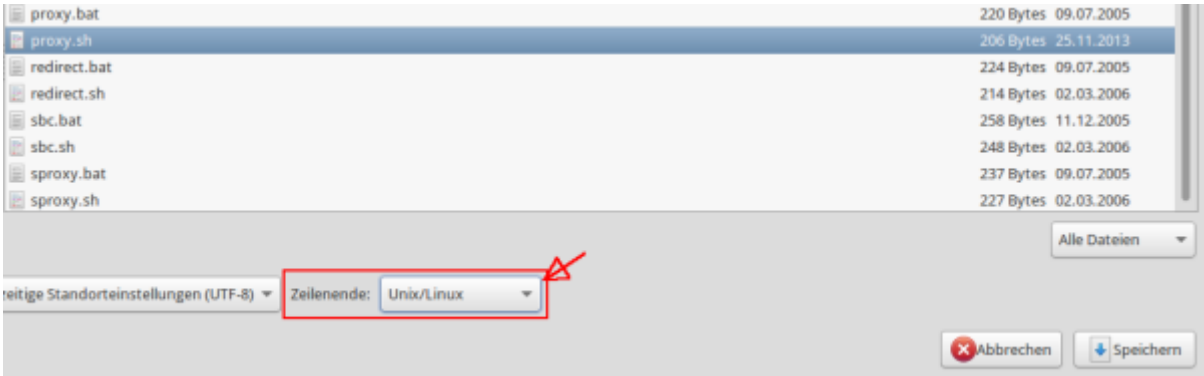 proxy.bat 220 Bytes 09.07.2005
proxy.sh 206 Bytes 25.11.2013
redirect.bat 224 Bytes 09.07.2005
redirect.sh 214 Bytes 02.03.2006
sbc.bat 258 Bytes 11.12.2005
sbc.sh 248 Bytes 02.03.2006
sproxy.bat 237 Bytes 09.07.2005
sproxy.sh 227 Bytes 02.03.2006
Alle Dateien
zeitige Standorteinstellungen (UTF-8) Zeilenende: Unix/Linux
Abbrechen Speichern